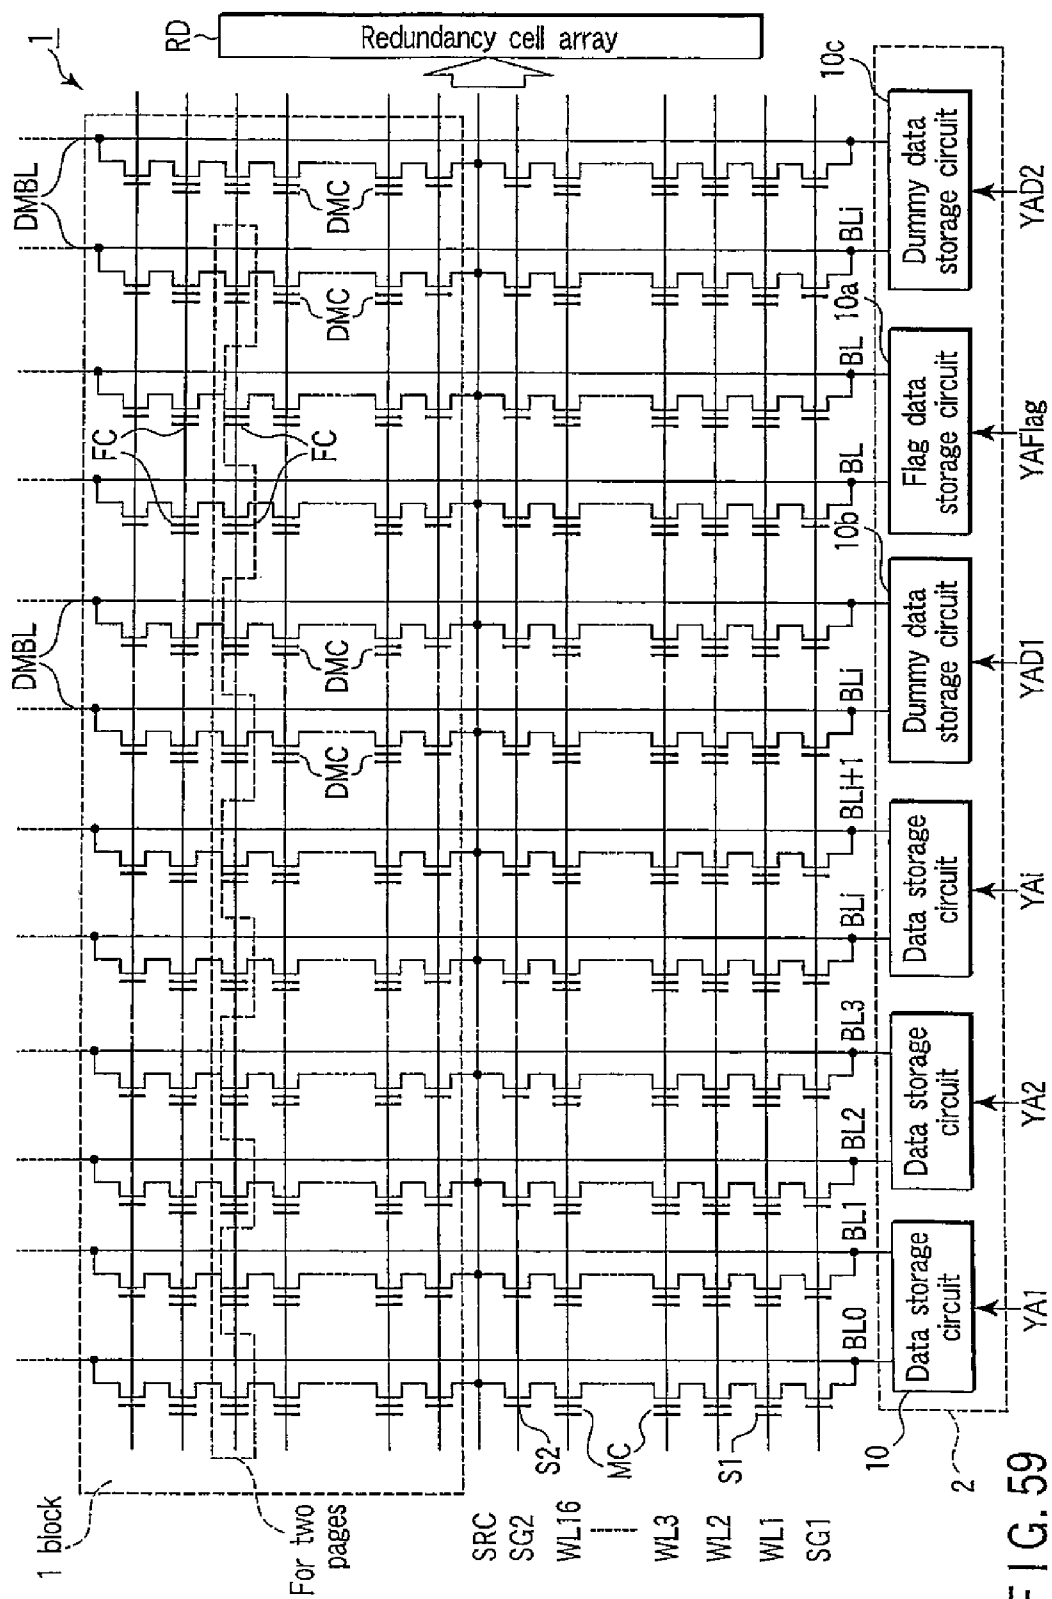 1
RD
Redundancy cell array
DMBL
DMBL
1 block
For two pages
FC
FC
DMC
DMC
DMC
DMC
SRC
SG2
WL16
WL3
WL2
WL1
SG1
S2
MC
S1
BL0
BL1
BL2
BL3
BLi
BLi+1
BLi
BL
BL
BLi
10
10b
10a
10c
Data storage
circuit
Data storage
circuit
Data storage
circuit
Dummy data
storage circuit
Flag data
storage circuit
Dummy data
storage circuit
2
YA1
YA2
YAi
YAD1
YAFlag
YAD2
FIG. 59